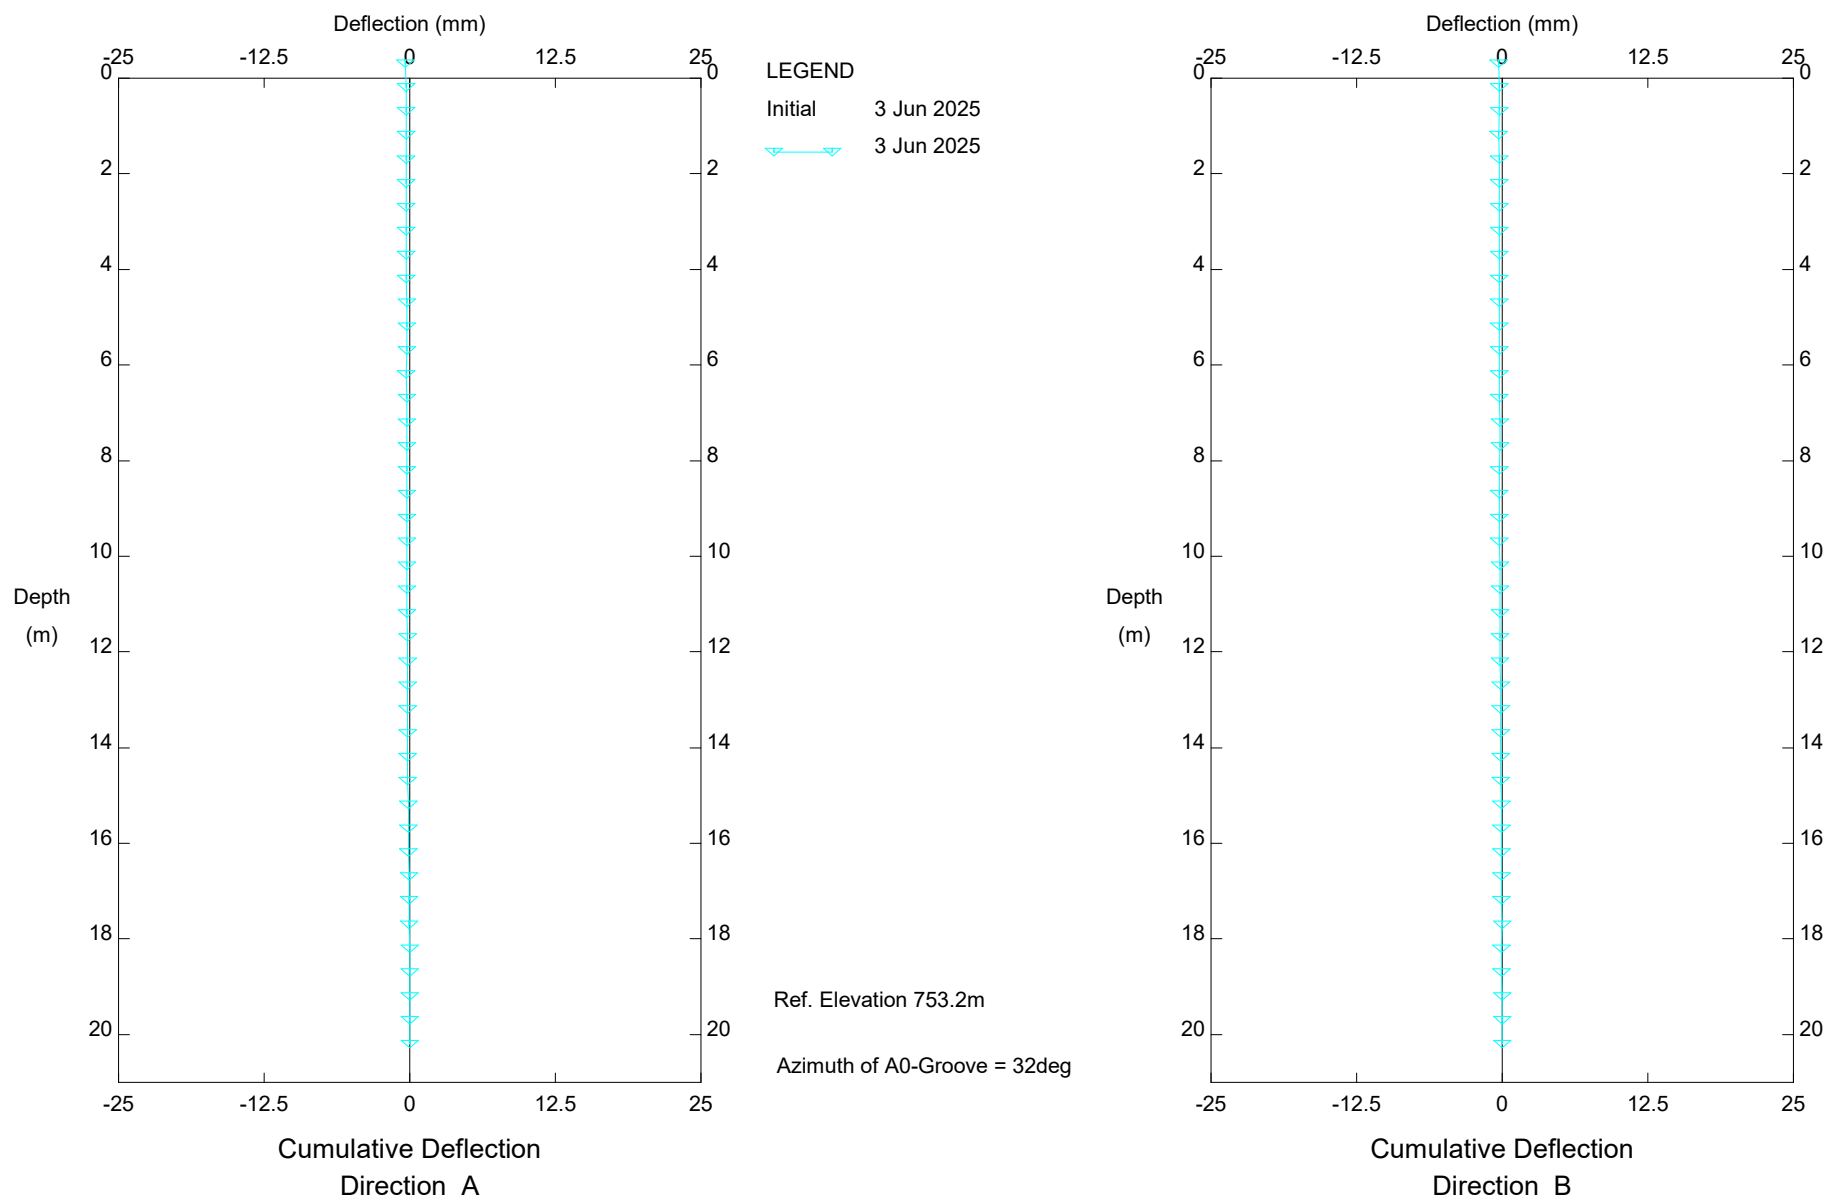 Deflection (mm)
-25 -12.5 0 12.5 25
0 0
2 2
4 4
6 6
8 8
10 10
12 12
14 14
16 16
18 18
20 20
Depth
(m)
-25 -12.5 0 12.5 25
Cumulative Deflection
Direction A
LEGEND
Initial 3 Jun 2025
3 Jun 2025
Ref. Elevation 753.2m
Azimuth of A0-Groove = 32deg
Deflection (mm)
-25 -12.5 0 12.5 25
0 0
2 2
4 4
6 6
8 8
10 10
12 12
14 14
16 16
18 18
20 20
Depth
(m)
-25 -12.5 0 12.5 25
Cumulative Deflection
Direction B